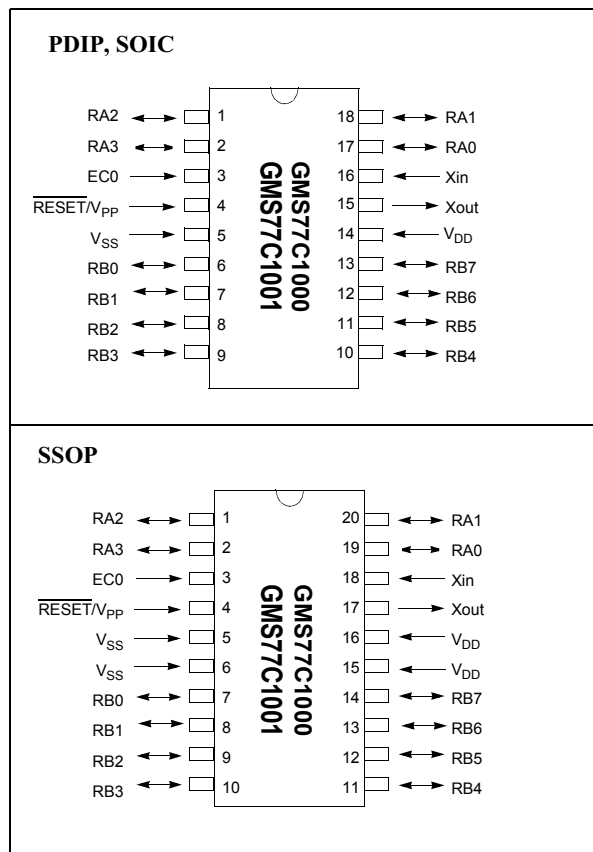 PDIP, SOIC
RA2 1 18 RA1
RA3 2 17 RA0
EC0 3 16 Xin
RESET/VPP 4 15 Xout
VSS 5 14 VDD
RB0 6 13 RB7
RB1 7 12 RB6
RB2 8 11 RB5
RB3 9 10 RB4
GMS77C1000
GMS77C1001
SSOP
RA2 1 20 RA1
RA3 2 19 RA0
EC0 3 18 Xin
RESET/VPP 4 17 Xout
VSS 5 16 VDD
VSS 6 15 VDD
RB0 7 14 RB7
RB1 8 13 RB6
RB2 9 12 RB5
RB3 10 11 RB4
GMS77C1000
GMS77C1001